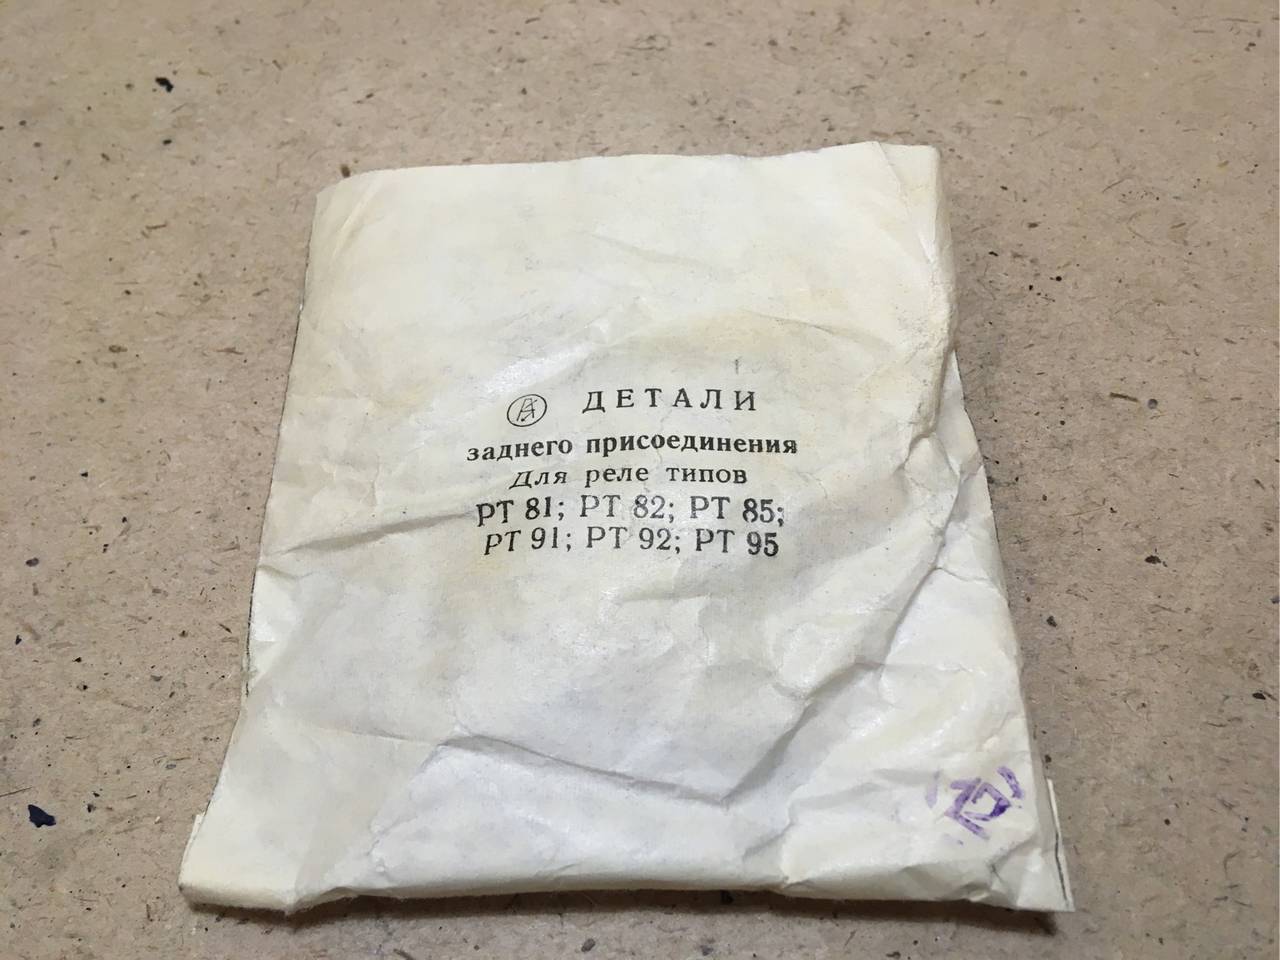 ДЕТАЛИ
заднего присоединения
Для реле типов
РТ 81; РТ 82; РТ 85;
РТ 91; РТ 92; РТ 95